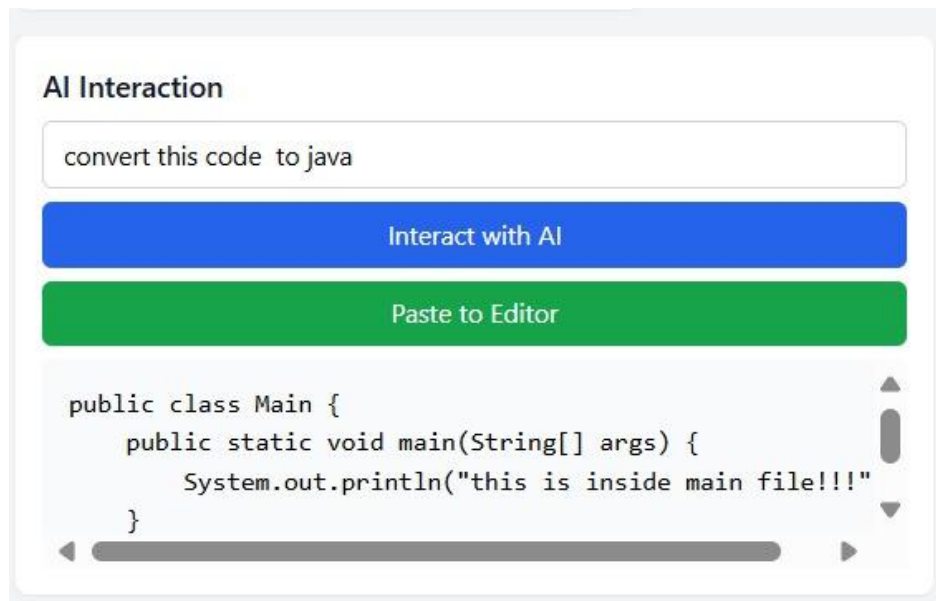 AI Interaction
convert this code  to java
Interact with AI
Paste to Editor
public class Main {
    public static void main(String[] args) {
        System.out.println("this is inside main file!!!"
    }